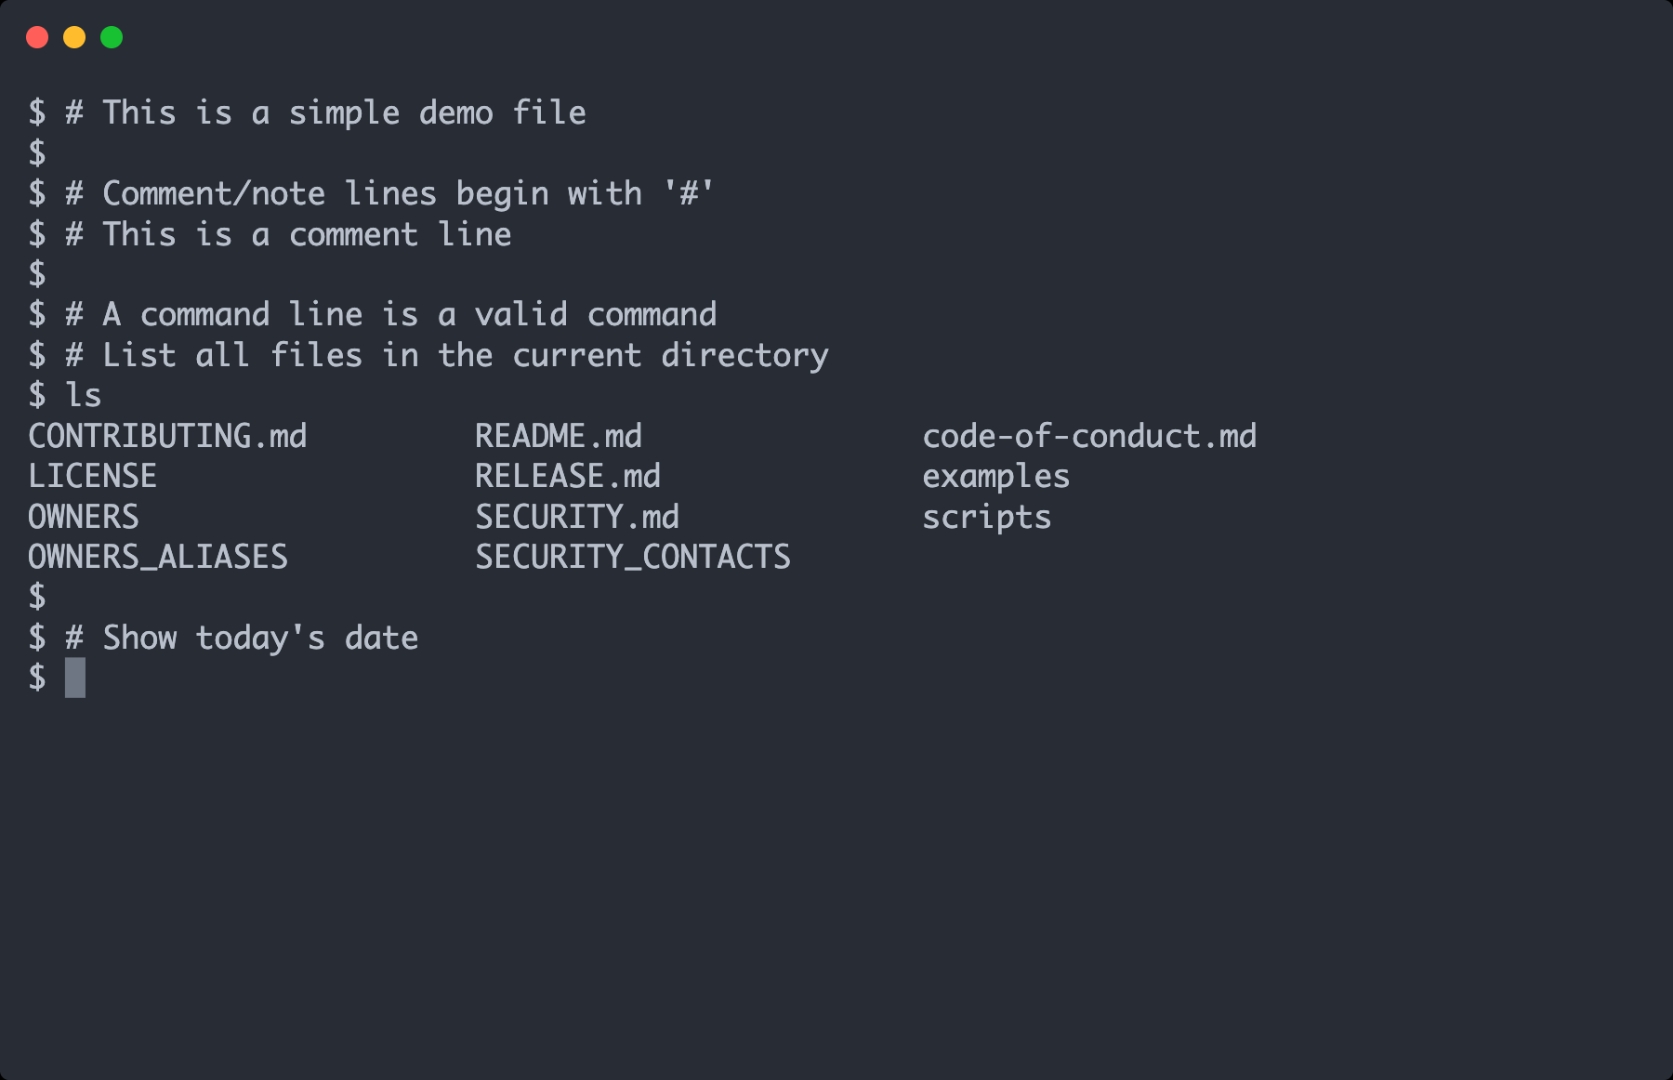 $ # This is a simple demo file
$
$ # Comment/note lines begin with '#'
$ # This is a comment line
$
$ # A command line is a valid command
$ # List all files in the current directory
$ ls
CONTRIBUTING.md         README.md               code-of-conduct.md
LICENSE                 RELEASE.md              examples
OWNERS                  SECURITY.md             scripts
OWNERS_ALIASES          SECURITY_CONTACTS
$
$ # Show today's date
$